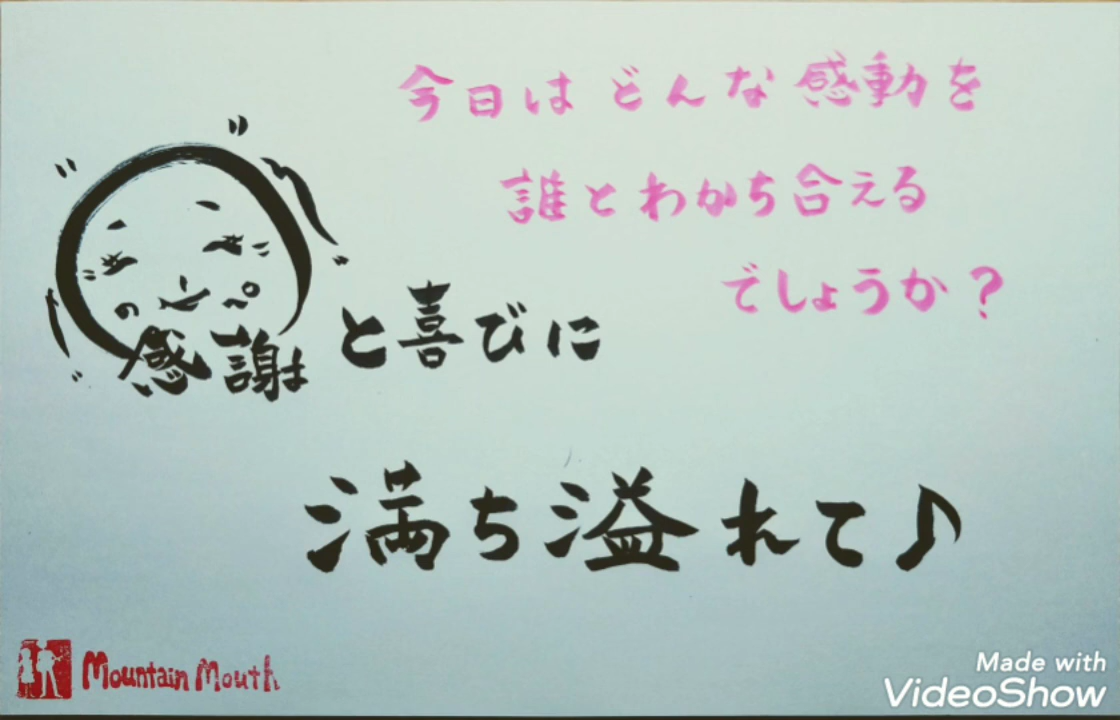 今日はどんな感動を
誰とわかち合える
でしょうか？
感謝と喜びに
満ち溢れて♪
Mountain Mouth
Made with
VideoShow